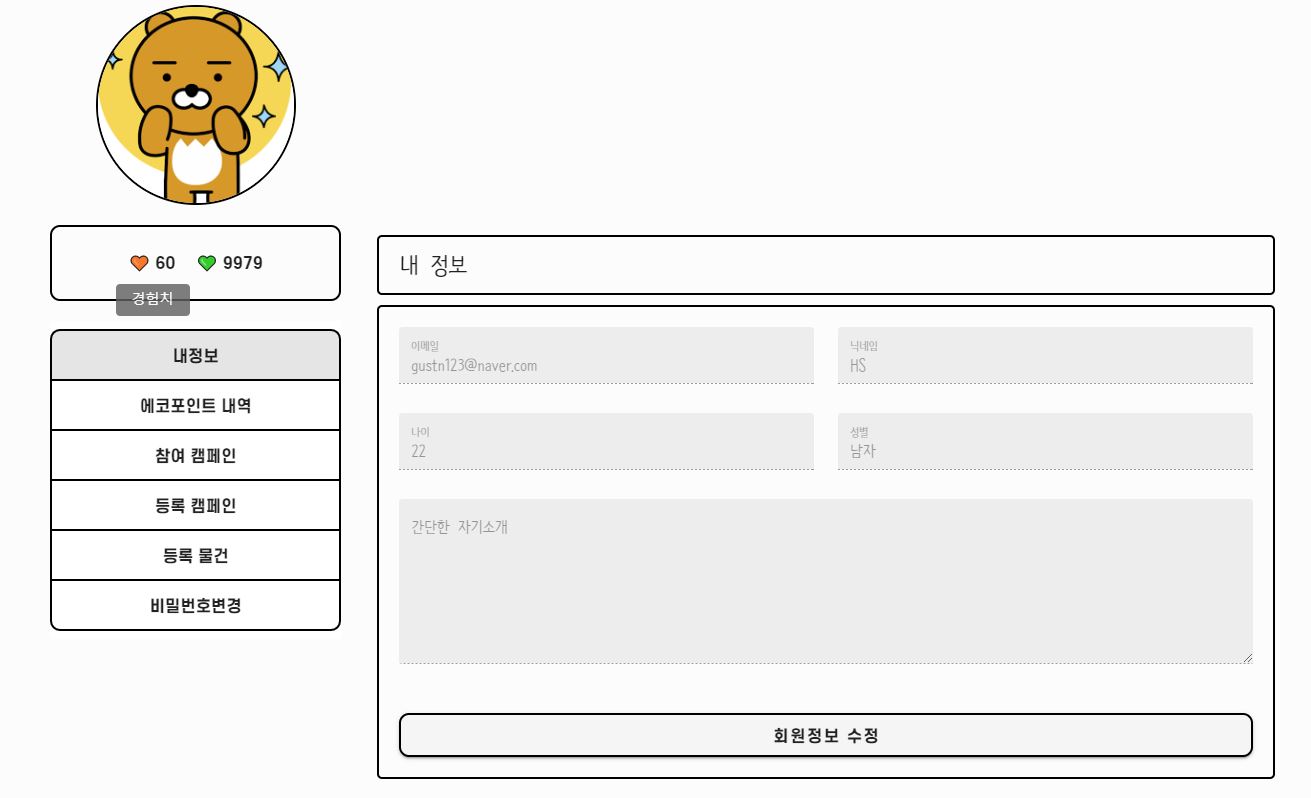 60 9979
경험치
내정보
에코포인트 내역
참여 캠페인
등록 캠페인
등록 물건
비밀번호변경
내 정보
이메일
gustn123@naver.com
닉네임
HS
나이
22
성별
남자
간단한 자기소개
회원정보 수정